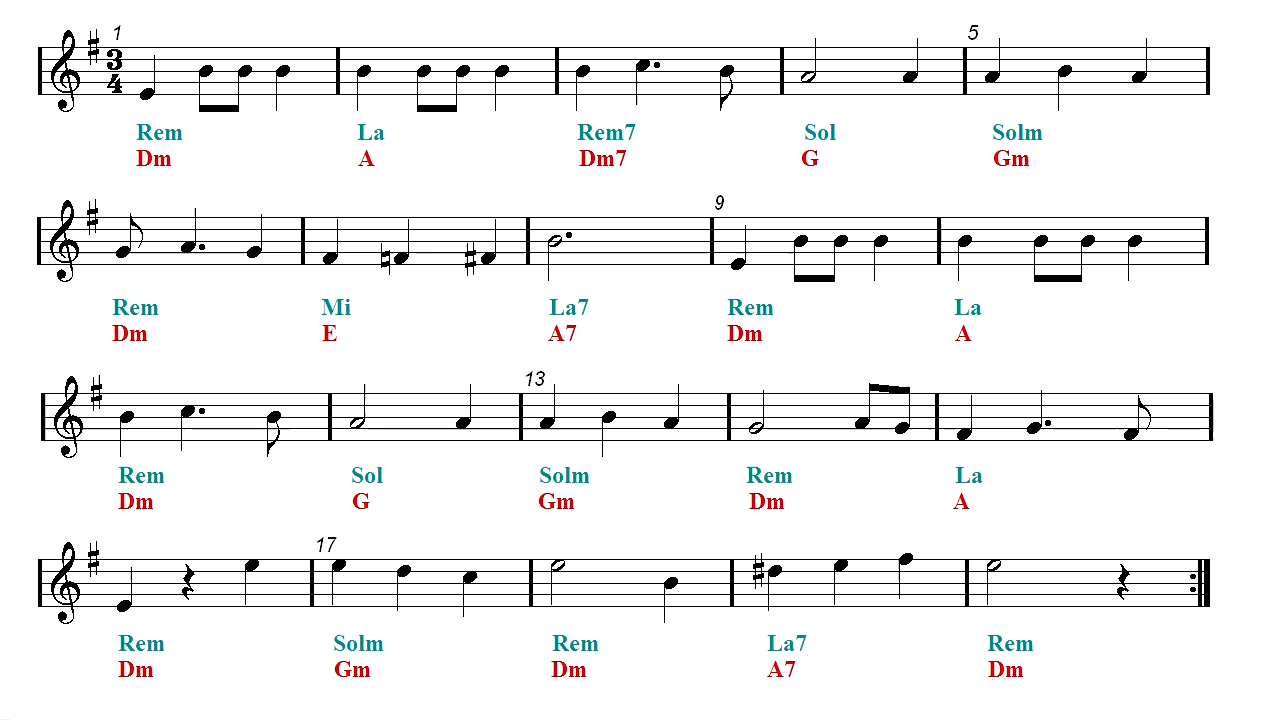 1 5
3
4
Rem La Rem7 Sol Solm
Dm A Dm7 G Gm
9
Rem Mi La7 Rem La
Dm E A7 Dm A
13
Rem Sol Solm Rem La
Dm G Gm Dm A
17
Rem Solm Rem La7 Rem
Dm Gm Dm A7 Dm